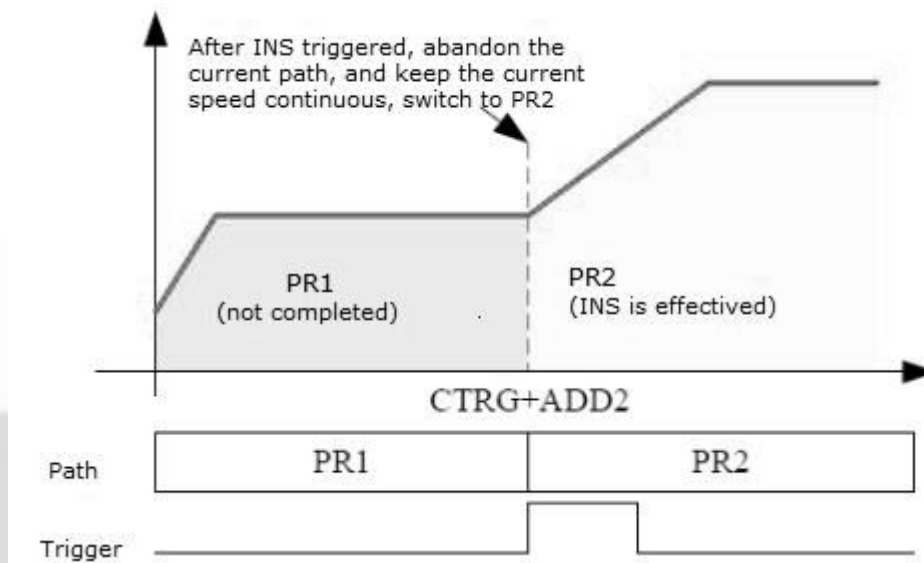 After INS triggered, abandon the
current path, and keep the current
speed continuous, switch to PR2
PR1
(not completed)
PR2
(INS is effectived)
CTRG+ADD2
Path
PR1
PR2
Trigger